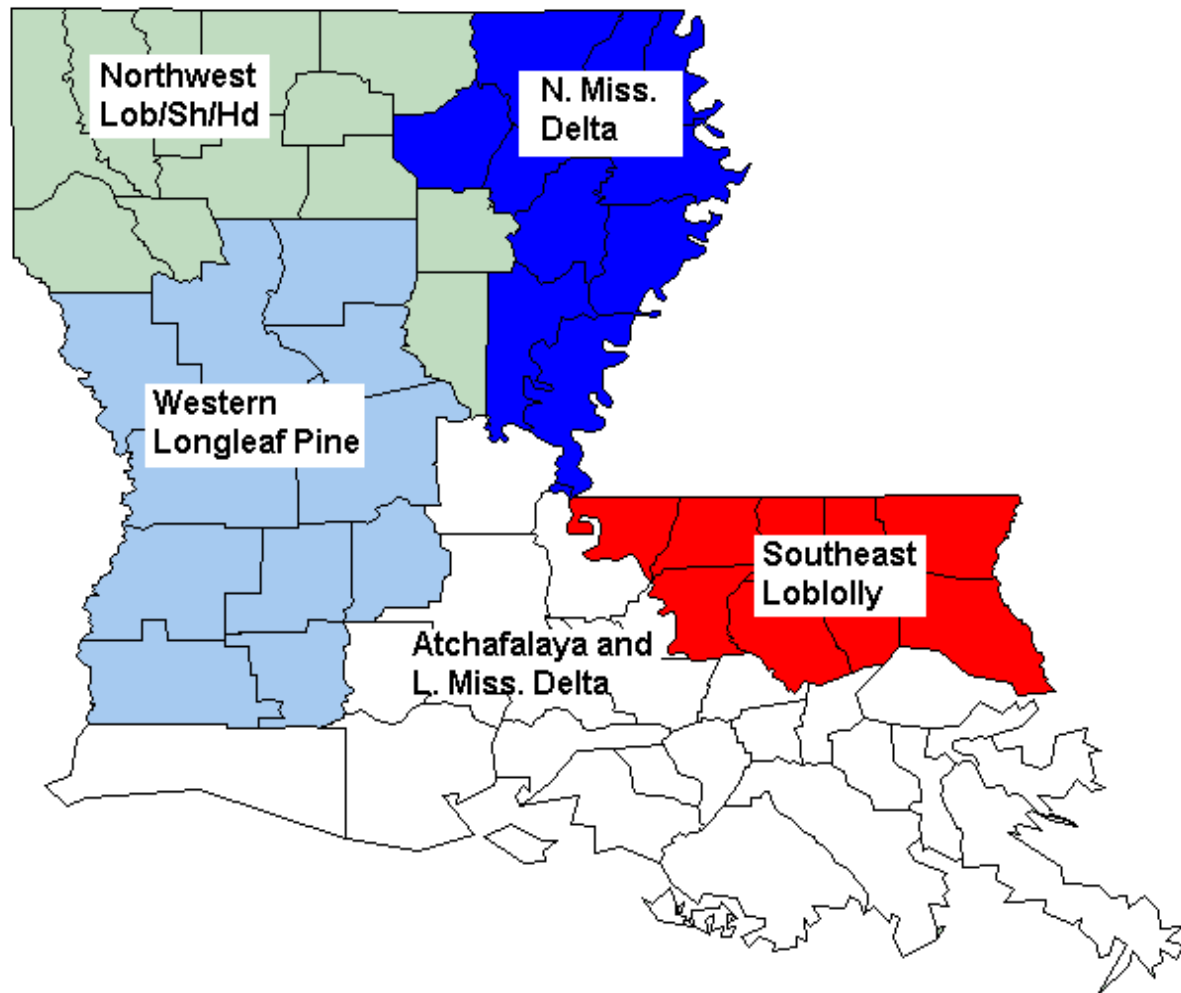 Northwest
Lob/Sh/Hd
N. Miss.
Delta
Western
Longleaf Pine
Southeast
Loblolly
Atchafalaya and
L. Miss. Delta